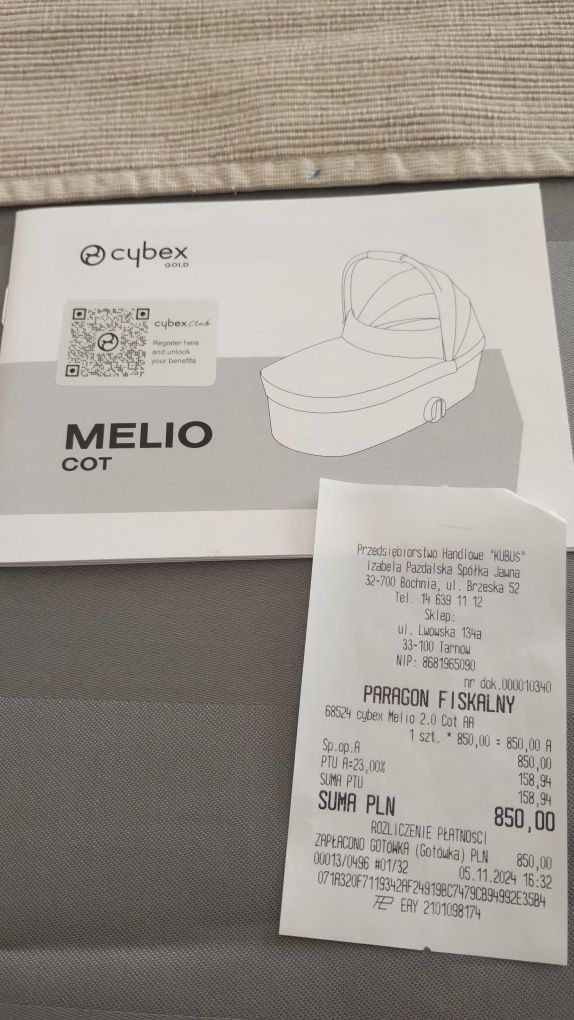 cybex
GOLD
cybex Club
Register here
and unlock
your benefits
MELIO
COT
Przedsiębiorstwo Handlowe "KUBUS"
Izabela Pazdalska Spółka Jawna
32-700 Bochnia, ul. Brzeska 52
Tel. 14 639 11 12
Sklep:
ul. Lwowska 134a
33-100 Tarnów
NIP: 8681965090
nr dok.000010340
PARAGON FISKALNY
68524 cybex Melio 2.0 Cot AA
1 szt. * 850,00 = 850,00 A
Sp.op.A 850,00
PTU A=23,00% 158,94
SUMA PTU 158,94
SUMA PLN 850,00
ROZLICZENIE PŁATNOŚCI
ZAPŁACONO GOTÓWKA (Gotówka) PLN 850,00
00013/0496 #01/32 05.11.2024 16:32
071A320F7119342AF24919BC7479CB94992E35B4
EAY 2101098174